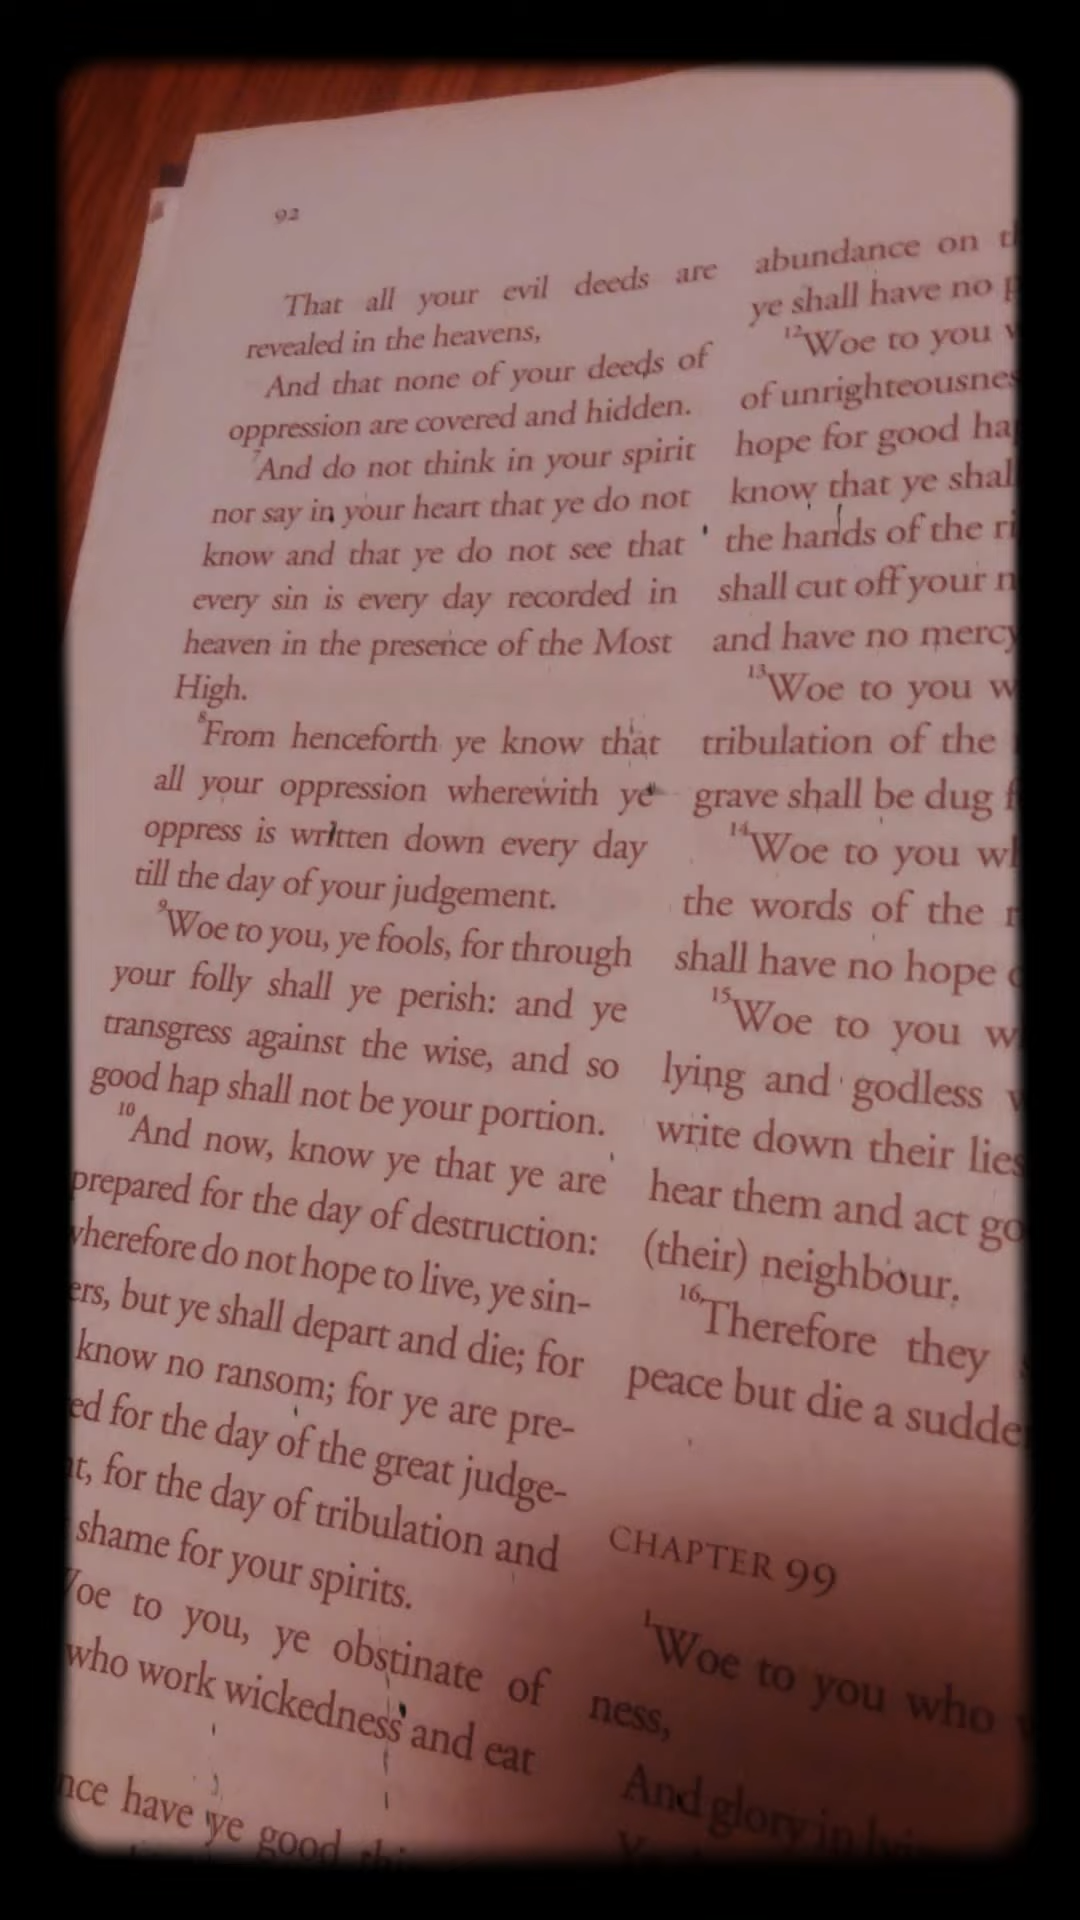 92
That all your evil deeds are
revealed in the heavens,
And that none of your deeds of
oppression are covered and hidden.
7And do not think in your spirit
nor say in your heart that ye do not
know and that ye do not see that
every sin is every day recorded in
heaven in the presence of the Most
High.
8From henceforth ye know that
all your oppression wherewith ye
oppress is written down every day
till the day of your judgement.
9Woe to you, ye fools, for through
your folly shall ye perish: and ye
transgress against the wise, and so
good hap shall not be your portion.
10And now, know ye that ye are
prepared for the day of destruction:
wherefore do not hope to live, ye sin-
ers, but ye shall depart and die; for
know no ransom; for ye are pre-
ed for the day of the great judge-
t, for the day of tribulation and
shame for your spirits.
Woe to you, ye obstinate of
who work wickedness and eat
nce have ye good
abundance on
ye shall have no
12Woe to you
of unrighteousnes
hope for good ha
know that ye shal
the hands of the ri
shall cut off your
and have no mercy
13Woe to you w
tribulation of the
grave shall be dug
14Woe to you wh
the words of the
shall have no hope
15Woe to you w
lying and godless
write down their lies
hear them and act go
(their) neighbour.
16Therefore they
peace but die a sudde
CHAPTER 99
1Woe to you who
ness,
And glory in